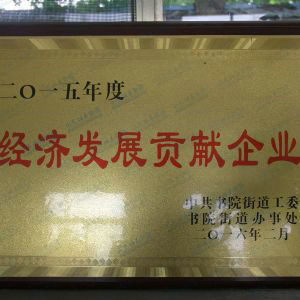 二〇一五年度
经济发展贡献企业
中共书院街道工委
书院街道办事处
二〇一六年二月